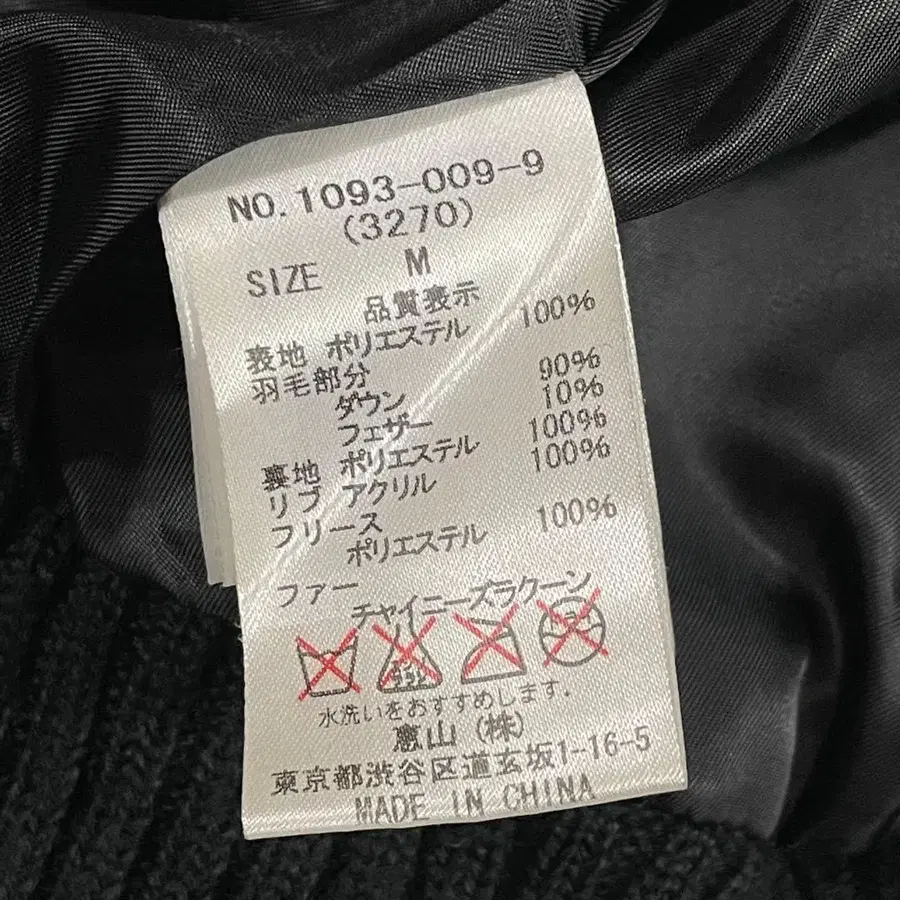 NO.1093-009-9
(3270)
SIZE M
品質表示
表地 ポリエステル 100%
羽毛部分
ダウン 90%
フェザー 10%
裏地 ポリエステル 100%
リブ アクリル 100%
フリース
ポリエステル 100%
ファー
チャイニーズラクーン
水洗いをおすすめします.
恵山(株)
東京都渋谷区道玄坂1-16-5
MADE IN CHINA